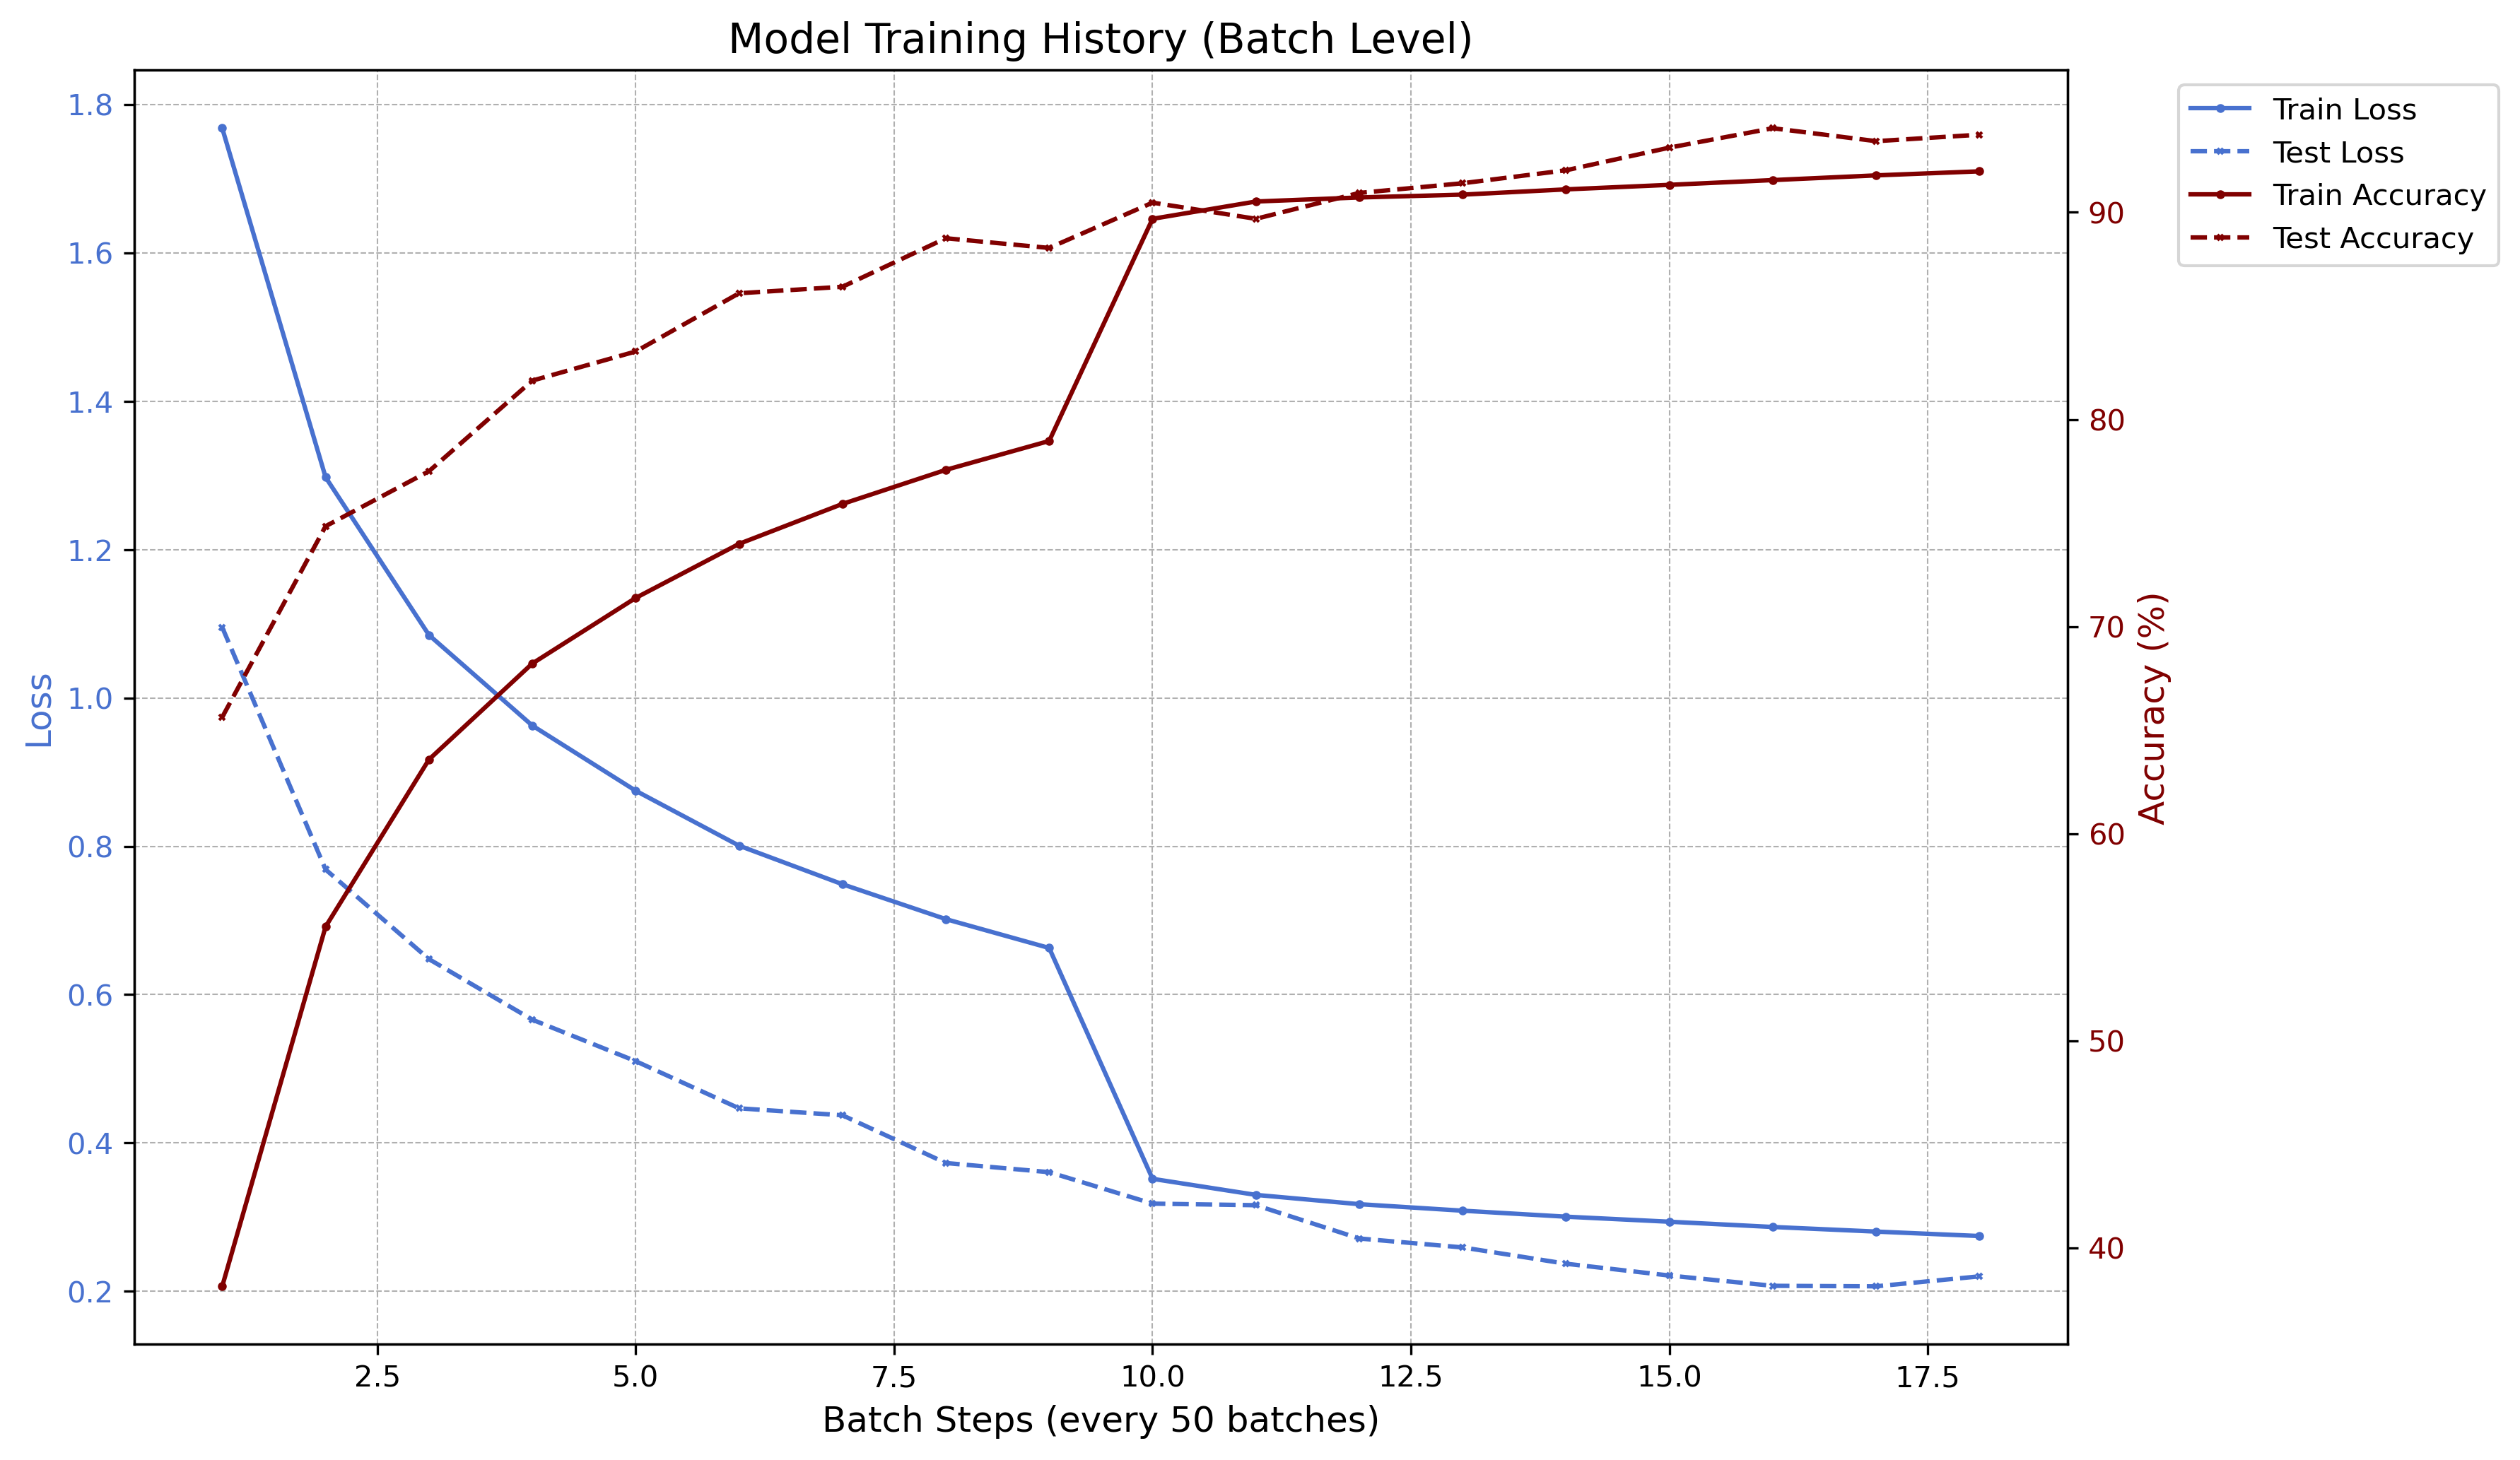 Model Training History (Batch Level)
1.8
1.6
1.4
1.2
1.0
0.8
0.6
0.4
0.2
Loss
2.5 5.0 7.5 10.0 12.5 15.0 17.5
Batch Steps (every 50 batches)
90
80
70
60
50
40
Accuracy (%)
Train Loss
Test Loss
Train Accuracy
Test Accuracy